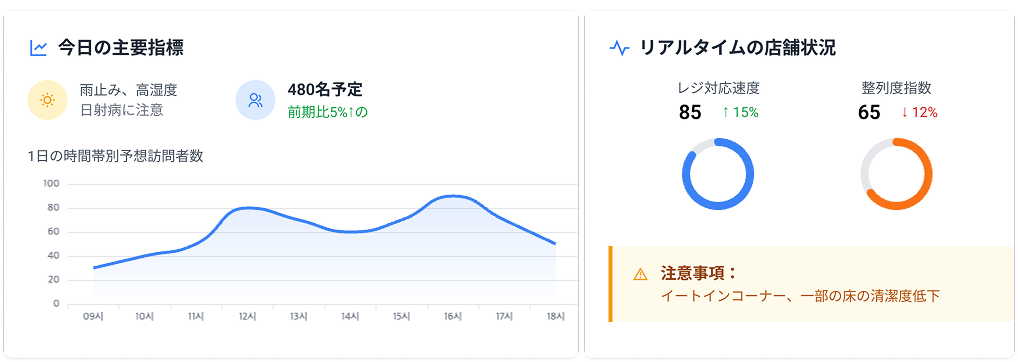 今日の主要指標
雨止み、高湿度
日射病に注意
480名予定
前期比5%↑の
1日の時間帯別予想訪問者数
100
80
60
40
20
0
09시 10시 11시 12시 13시 14시 15시 16시 17시 18시
リアルタイムの店舗状況
レジ対応速度
85 ↑ 15%
整列度指数
65 ↓ 12%
注意事項：
イートインコーナー、一部の床の清潔度低下